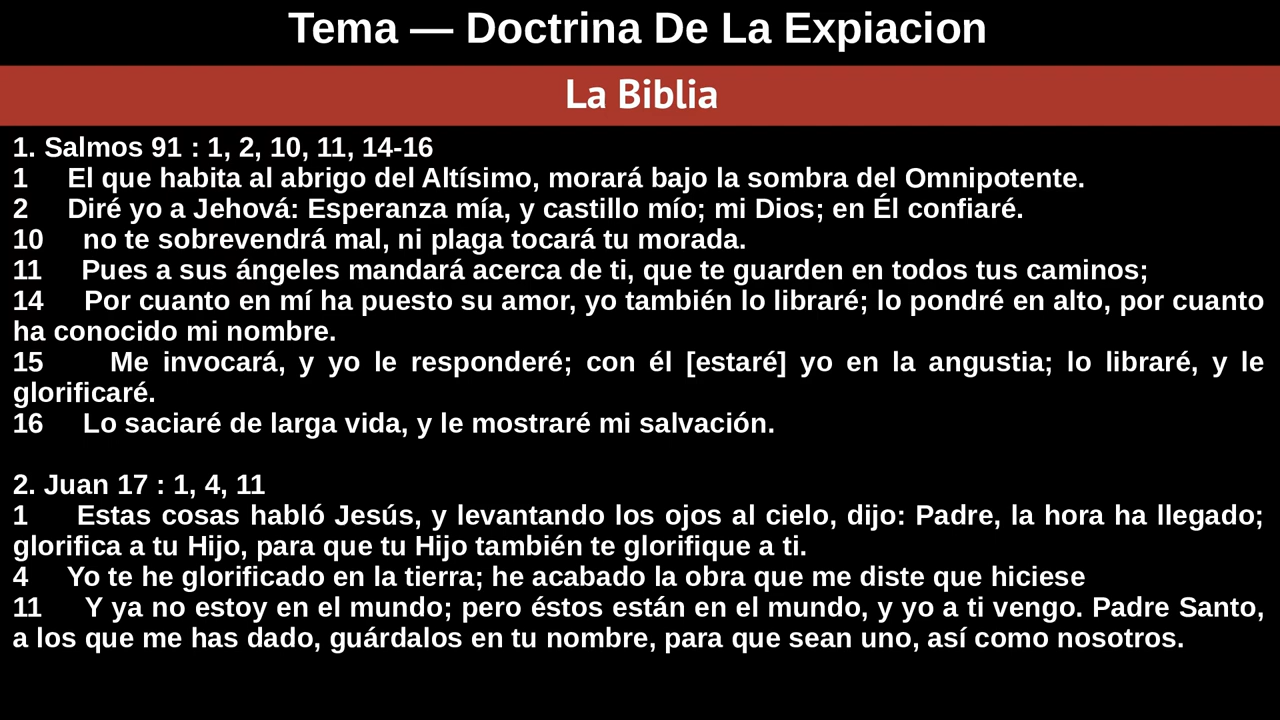 Tema — Doctrina De La Expiacion
La Biblia
1. Salmos 91 : 1, 2, 10, 11, 14-16
1 El que habita al abrigo del Altísimo, morará bajo la sombra del Omnipotente.
2 Diré yo a Jehová: Esperanza mía, y castillo mío; mi Dios; en Él confiaré.
10 no te sobrevendrá mal, ni plaga tocará tu morada.
11 Pues a sus ángeles mandará acerca de ti, que te guarden en todos tus caminos;
14 Por cuanto en mí ha puesto su amor, yo también lo libraré; lo pondré en alto, por cuanto
ha conocido mi nombre.
15 Me invocará, y yo le responderé; con él [estaré] yo en la angustia; lo libraré, y le
glorificaré.
16 Lo saciaré de larga vida, y le mostraré mi salvación.
2. Juan 17 : 1, 4, 11
1 Estas cosas habló Jesús, y levantando los ojos al cielo, dijo: Padre, la hora ha llegado;
glorifica a tu Hijo, para que tu Hijo también te glorifique a ti.
4 Yo te he glorificado en la tierra; he acabado la obra que me diste que hiciese
11 Y ya no estoy en el mundo; pero éstos están en el mundo, y yo a ti vengo. Padre Santo,
a los que me has dado, guárdalos en tu nombre, para que sean uno, así como nosotros.